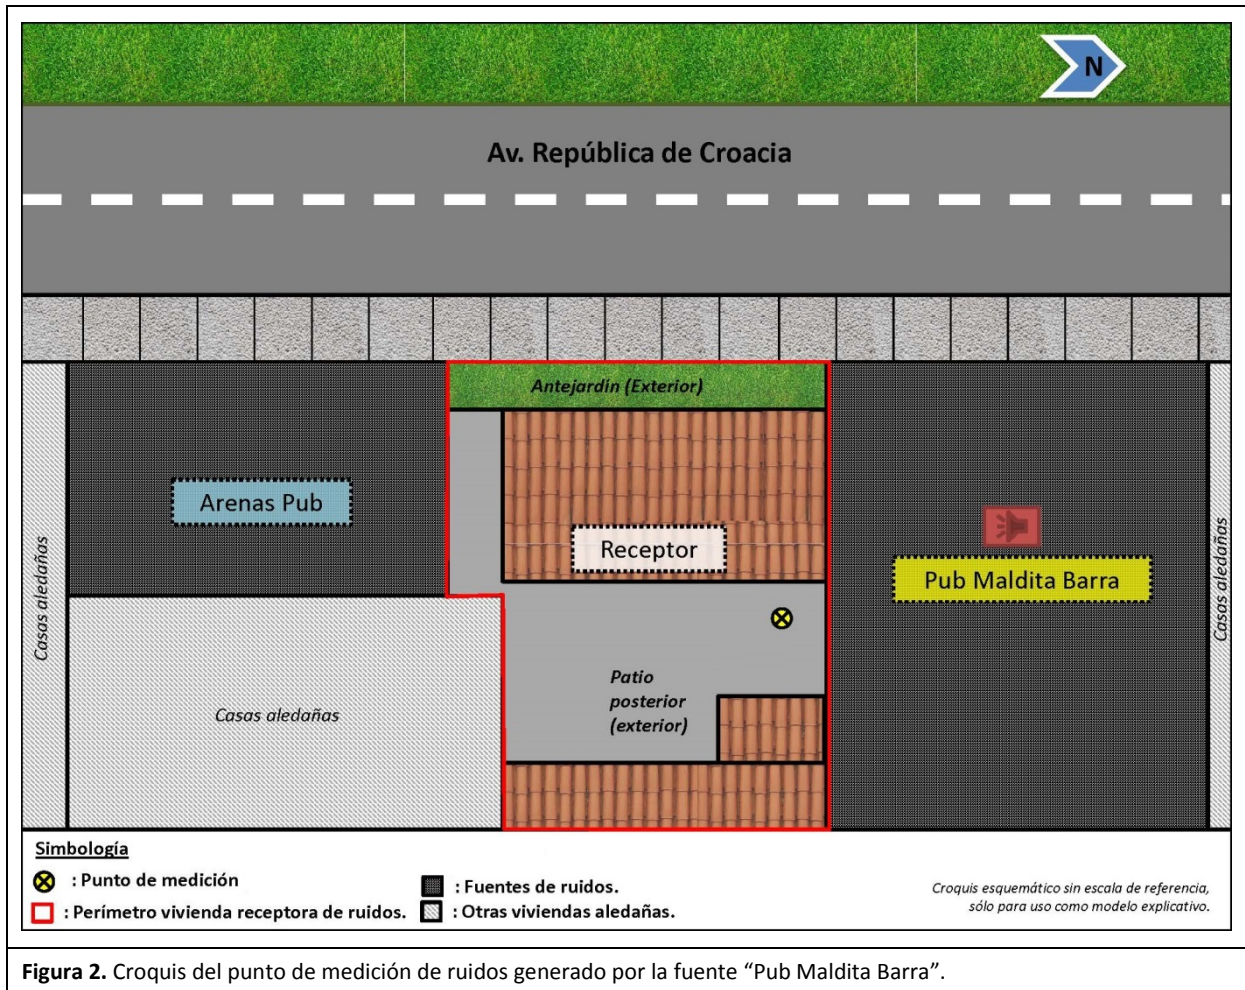 N
Av. República de Croacia
Antejardín (Exterior)
Arenas Pub
Receptor
Pub Maldita Barra
Casas aledañas
Casas aledañas
Casas aledañas
Patio
posterior
(exterior)
Simbología
: Punto de medición
: Fuentes de ruidos.
: Perímetro vivienda receptora de ruidos.
: Otras viviendas aledañas.
Croquis esquemático sin escala de referencia,
sólo para uso como modelo explicativo.
Figura 2. Croquis del punto de medición de ruidos generado por la fuente “Pub Maldita Barra”.